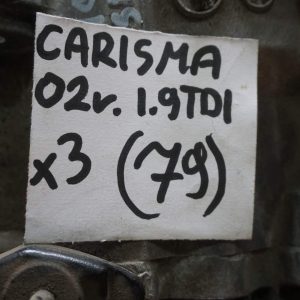 CARISMA
02r. 1.9TDI
x3 (79)